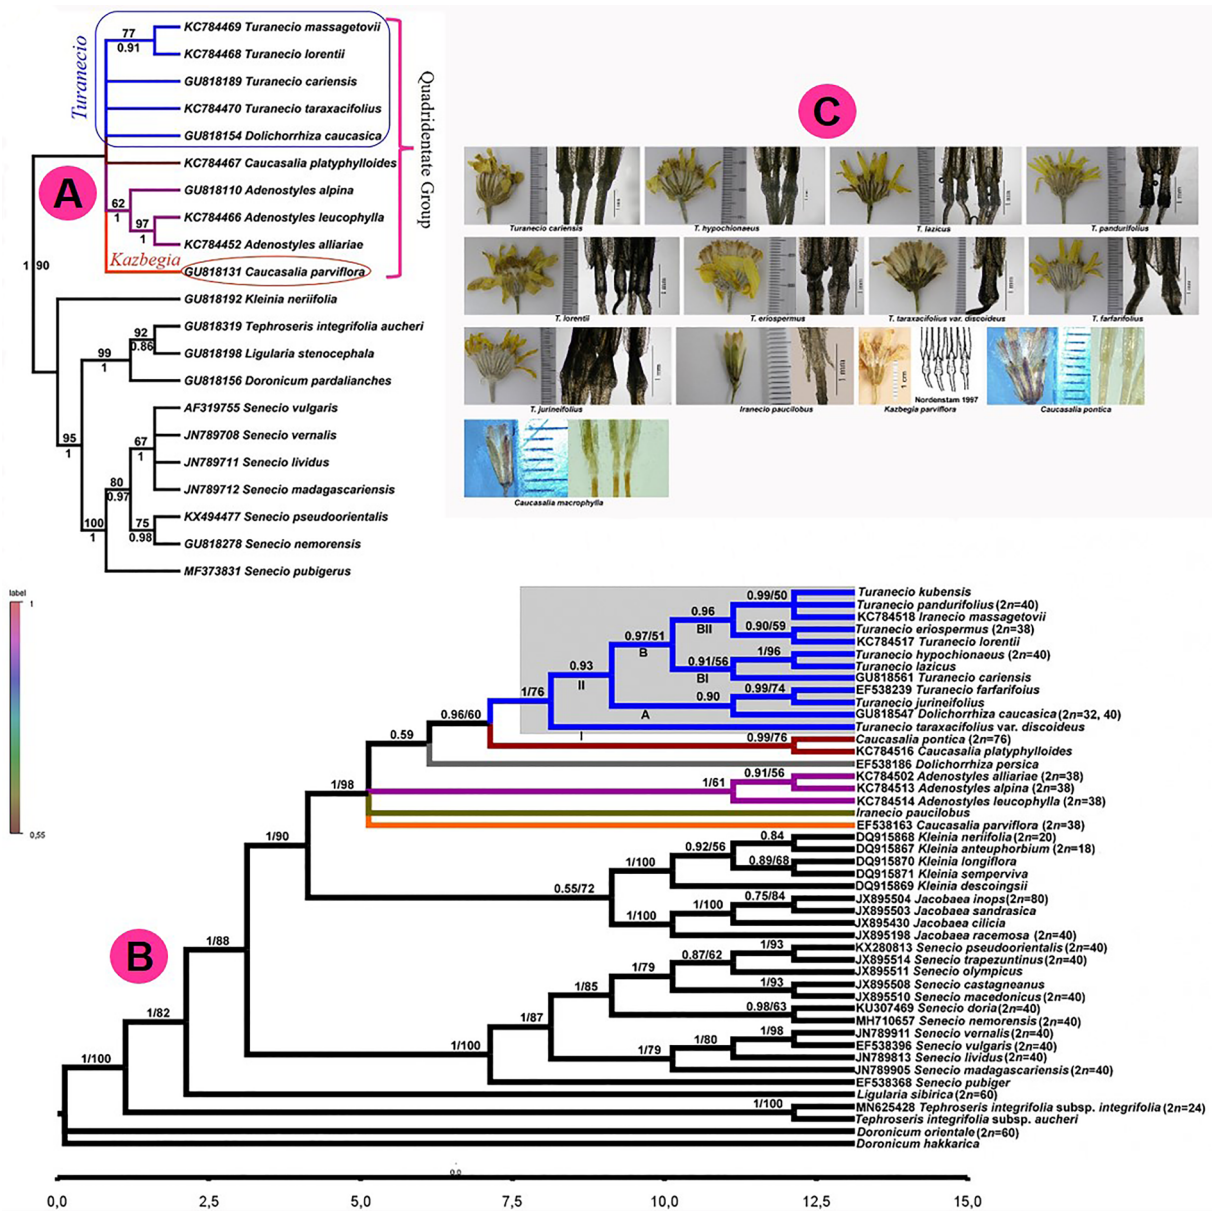 A
Turanecio
77
0.91
KC784469 Turanecio massagetovii
KC784468 Turanecio lorentii
GU818189 Turanecio cariensis
KC784470 Turanecio taraxacifolius
GU818154 Dolichorrhiza caucasica
KC784467 Caucasalia platyphylloides
GU818110 Adenostyles alpina
62
1
KC784466 Adenostyles leucophylla
97
1
KC784452 Adenostyles alliariae
Kazbegia
GU818131 Caucasalia parviflora
Quadridentate Group
1 90
GU818192 Kleinia neriifolia
92
0.86
GU818319 Tephroseris integrifolia aucheri
GU818198 Ligularia stenocephala
99
1
GU818156 Doronicum pardalianches
AF319755 Senecio vulgaris
95
1
67
1
JN789708 Senecio vernalis
JN789711 Senecio lividus
JN789712 Senecio madagascariensis
80
0.97
KX494477 Senecio pseudoorientalis
75
0.98
100
1
GU818278 Senecio nemorensis
MF373831 Senecio pubigerus
C
Turanecio cariensis
T. hypochionaeus
T. lazicus
T. pandurifolius
1 mm
T. lorentii
T. eriospermus
T. taraxacifolius var. discoideus
T. farfarifolius
1 mm
1 mm
1 mm
1 mm
T. jurineifolius
Iranecio paucilobus
Kazbegia parviflora
Nordenstam 1997
Caucasalia pontica
1 mm
1 mm
1 cm
Caucasalia macrophylla
label
1
0,55
B
Turanecio kubensis
0.99/50
Turanecio pandurifolius (2n=40)
0.96
BII
KC784518 Iranecio massagetovii
Turanecio eriospermus (2n=38)
0.90/59
0.97/51
B
KC784517 Turanecio lorentii
Turanecio hypochionaeus (2n=40)
1/96
0.91/56
BI
Turanecio lazicus
0.93
II
GU818561 Turanecio cariensis
EF538239 Turanecio farfarifoius
0.99/74
1/76
0.90
A
Turanecio jurineifolius
GU818547 Dolichorrhiza caucasica (2n=32, 40)
0.96/60
Turanecio taraxacifolius var. discoideus
I
0.99/76
Caucasalia pontica (2n=76)
0.59
KC784516 Caucasalia platyphylloides
EF538186 Dolichorrhiza persica
0.91/56
KC784502 Adenostyles alliariae (2n=38)
1/98
1/61
KC784513 Adenostyles alpina (2n=38)
KC784514 Adenostyles leucophylla (2n=38)
Iranecio paucilobus
EF538163 Caucasalia parviflora (2n=38)
1/90
0.84
DQ915868 Kleinia neriifolia (2n=20)
0.92/56
DQ915867 Kleinia anteuphorbium (2n=18)
1/100
0.89/68
DQ915870 Kleinia longiflora
DQ915871 Kleinia semperviva
0.55/72
DQ915869 Kleinia descoingsii
0.75/84
JX895504 Jacobaea inops(2n=80)
1/100
JX895503 Jacobaea sandrasica
1/100
JX895430 Jacobaea cilicia
JX895198 Jacobaea racemosa (2n=40)
1/88
1/93
KX280813 Senecio pseudoorientalis (2n=40)
0.87/62
JX895514 Senecio trapezuntinus (2n=40)
1/79
JX895511 Senecio olympicus
1/93
JX895508 Senecio castagneanus
1/85
JX895510 Senecio macedonicus (2n=40)
0.98/63
KU307469 Senecio doria(2n=40)
1/82
1/87
MH710657 Senecio nemorensis (2n=40)
1/98
JN789911 Senecio vernalis (2n=40)
1/80
EF538396 Senecio vulgaris (2n=40)
1/100
1/79
JN789813 Senecio lividus (2n=40)
1/100
JN789905 Senecio madagascariensis (2n=40)
EF538368 Senecio pubiger
Ligularia sibirica (2n=60)
1/100
MN625428 Tephroseris integrifolia subsp. integrifolia (2n=24)
Tephroseris integrifolia subsp. aucheri
Doronicum orientale (2n=60)
Doronicum hakkarica
0.0
0,0 2,5 5,0 7,5 10,0 12,5 15,0